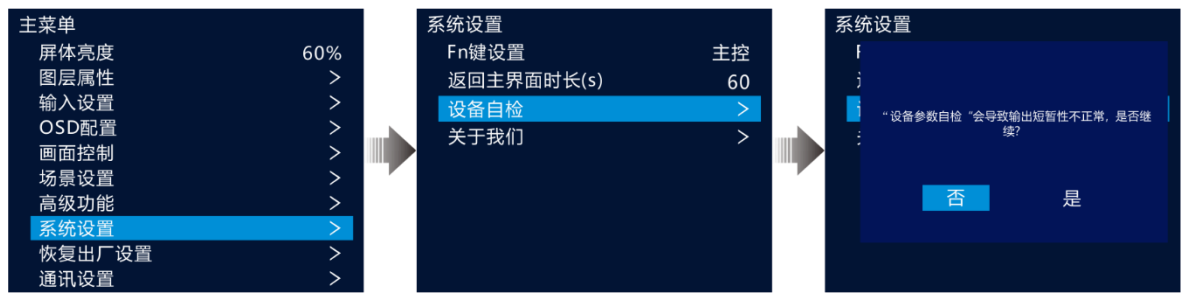 主菜单
屏体亮度 60%
图层属性 >
输入设置 >
OSD配置 >
画面控制 >
场景设置 >
高级功能 >
系统设置 >
恢复出厂设置 >
通讯设置 >
系统设置
Fn键设置 主控
返回主界面时长(s) 60
设备自检 >
关于我们 >
系统设置
“设备参数自检“会导致输出短暂性不正常，是否继
续?
否 是